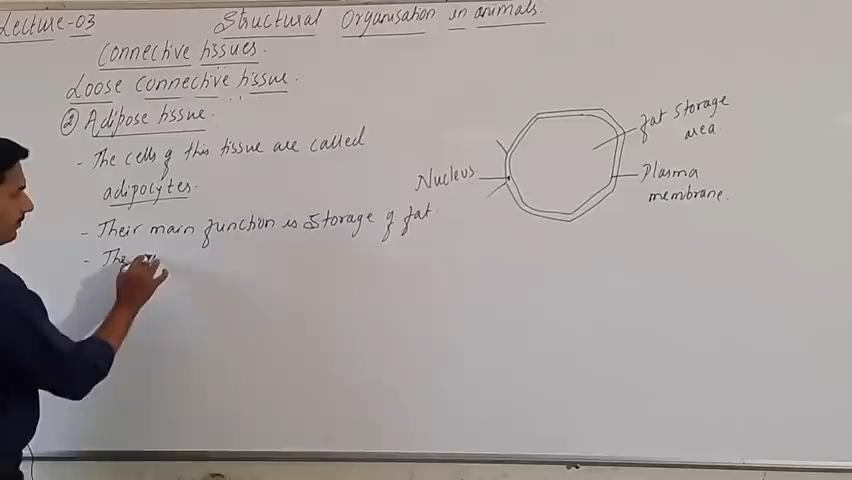 Lecture-03
Structural Organisation in animals.
Connective tissues.
Loose connective tissue.
② Adipose tissue.
- The cells of this tissue are called
adipocytes.
- Their main function is storage of fat.
- The
Nucleus.
fat storage
area.
Plasma
membrane.